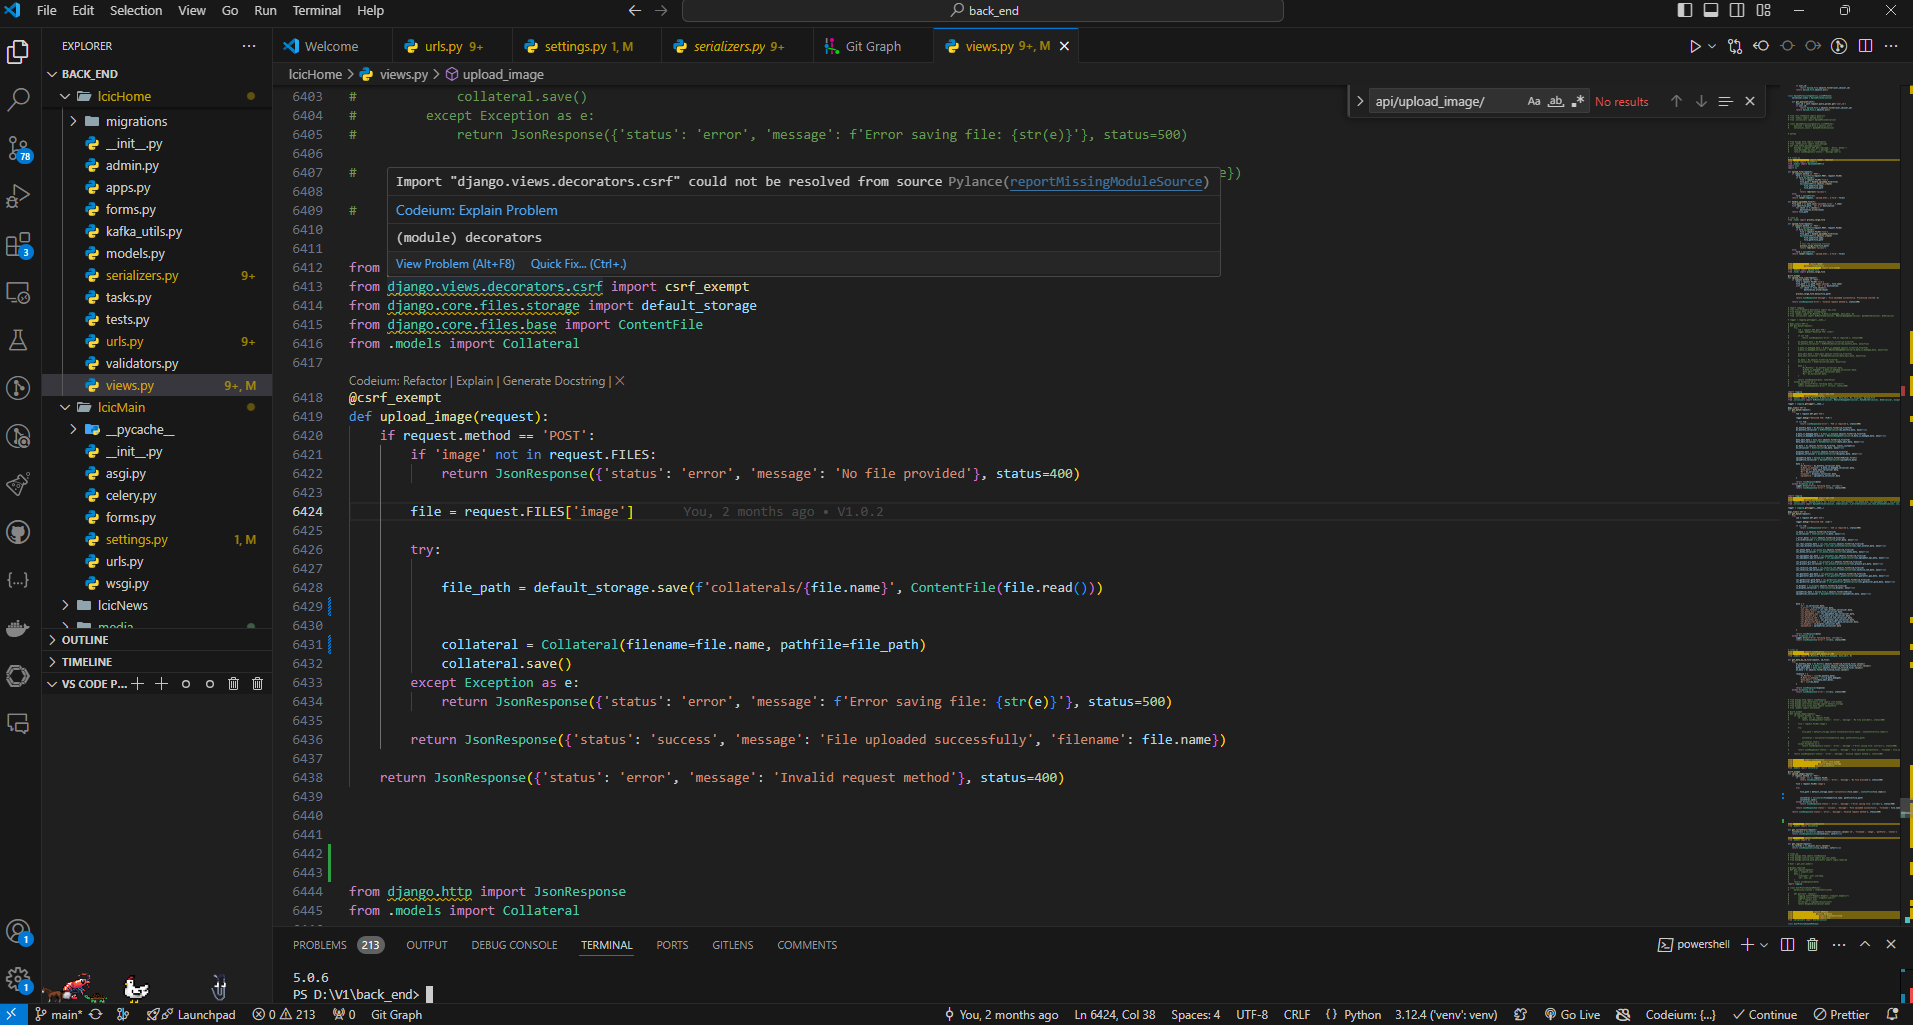 File Edit Selection View Go Run Terminal Help
back_end
EXPLORER
Welcome
urls.py 9+
settings.py 1, M
serializers.py 9+
Git Graph
views.py 9+, M
BACK_END
lcicHome
migrations
__init__.py
admin.py
apps.py
forms.py
kafka_utils.py
models.py
serializers.py 9+
tasks.py
tests.py
urls.py 9+
validators.py
views.py 9+, M
lcicMain
__pycache__
__init__.py
asgi.py
celery.py
forms.py
settings.py 1, M
urls.py
wsgi.py
lcicNews
media
OUTLINE
TIMELINE
VS CODE P...
78
3
1
1
lcicHome > views.py > upload_image
api/upload_image/ Aa ab .* No results
6403 # collateral.save()
6404 # except Exception as e:
6405 # return JsonResponse({'status': 'error', 'message': f'Error saving file: {str(e)}'}, status=500)
6406
6407 # e})
6408
6409 #
6410
6411
Import "django.views.decorators.csrf" could not be resolved from source Pylance(reportMissingModuleSource)
Codeium: Explain Problem
(module) decorators
View Problem (Alt+F8) Quick Fix... (Ctrl+.)
6412 from
6413 from django.views.decorators.csrf import csrf_exempt
6414 from django.core.files.storage import default_storage
6415 from django.core.files.base import ContentFile
6416 from .models import Collateral
6417
Codeium: Refactor | Explain | Generate Docstring | X
6418 @csrf_exempt
6419 def upload_image(request):
6420 if request.method == 'POST':
6421 if 'image' not in request.FILES:
6422 return JsonResponse({'status': 'error', 'message': 'No file provided'}, status=400)
6423
6424 file = request.FILES['image'] You, 2 months ago • V1.0.2
6425
6426 try:
6427
6428 file_path = default_storage.save(f'collaterals/{file.name}', ContentFile(file.read()))
6429
6430
6431 collateral = Collateral(filename=file.name, pathfile=file_path)
6432 collateral.save()
6433 except Exception as e:
6434 return JsonResponse({'status': 'error', 'message': f'Error saving file: {str(e)}'}, status=500)
6435
6436 return JsonResponse({'status': 'success', 'message': 'File uploaded successfully', 'filename': file.name})
6437
6438 return JsonResponse({'status': 'error', 'message': 'Invalid request method'}, status=400)
6439
6440
6441
6442
6443
6444 from django.http import JsonResponse
6445 from .models import Collateral
PROBLEMS 213 OUTPUT DEBUG CONSOLE TERMINAL PORTS GITLENS COMMENTS
powershell
5.0.6
PS D:\V1\back_end>
main* Launchpad 0 213 0 Git Graph You, 2 months ago Ln 6424, Col 38 Spaces: 4 UTF-8 CRLF {} Python 3.12.4 ('venv': venv) Go Live Codeium: {...} Continue Prettier